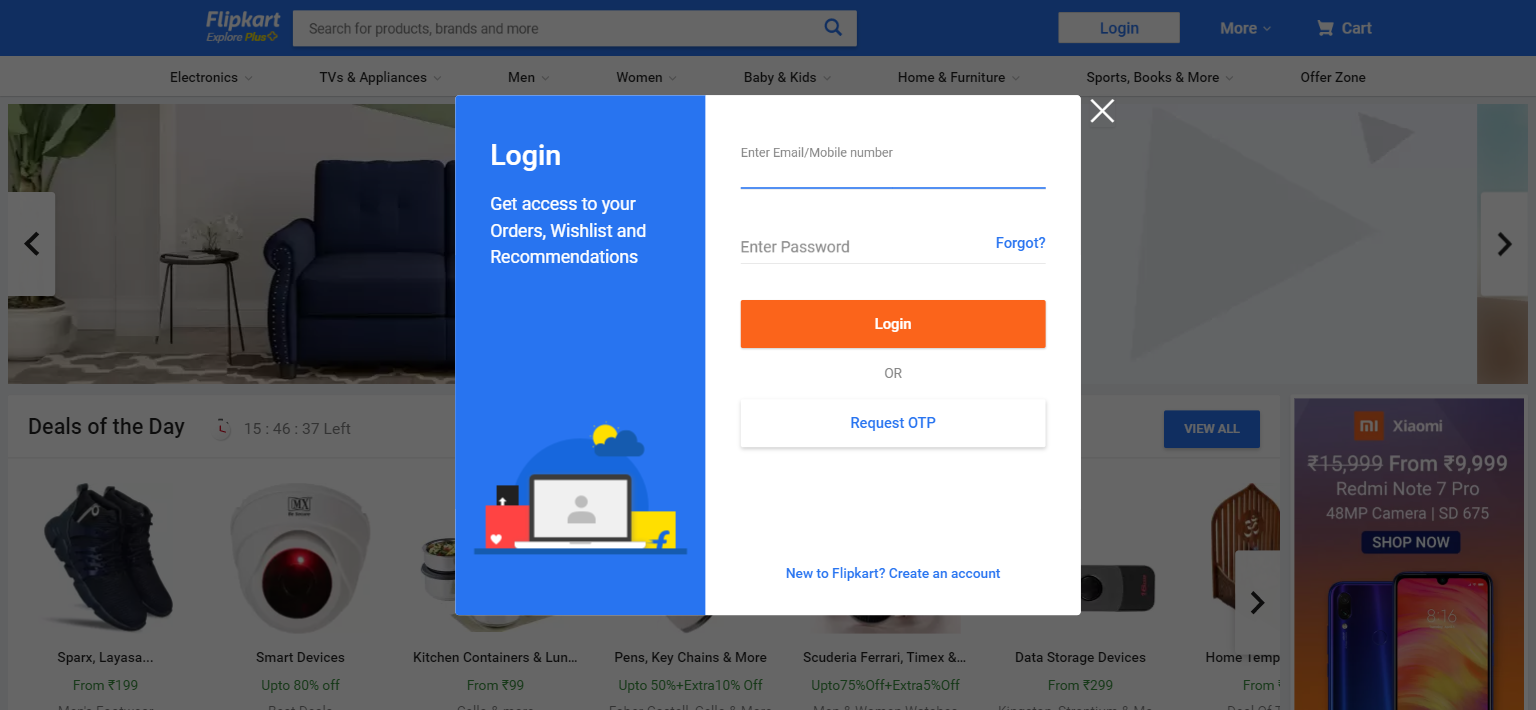 Flipkart
Explore Plus
Search for products, brands and more
Login
More
Cart
Electronics
TVs & Appliances
Men
Women
Baby & Kids
Home & Furniture
Sports, Books & More
Offer Zone
Login
Get access to your
Orders, Wishlist and
Recommendations
Enter Email/Mobile number
Enter Password
Forgot?
Login
OR
Request OTP
New to Flipkart? Create an account
Deals of the Day
15 : 46 : 37 Left
VIEW ALL
MX
Sparx, Layasa...
Smart Devices
Kitchen Containers & Lun...
Pens, Key Chains & More
Scuderia Ferrari, Timex &...
Data Storage Devices
Home Temp
From ₹199
Upto 80% off
From ₹99
Upto 50%+Extra10% Off
Upto75%Off+Extra5%Off
From ₹299
From ₹
mi Xiaomi
₹15,999 From ₹9,999
Redmi Note 7 Pro
48MP Camera | SD 675
SHOP NOW
8:16